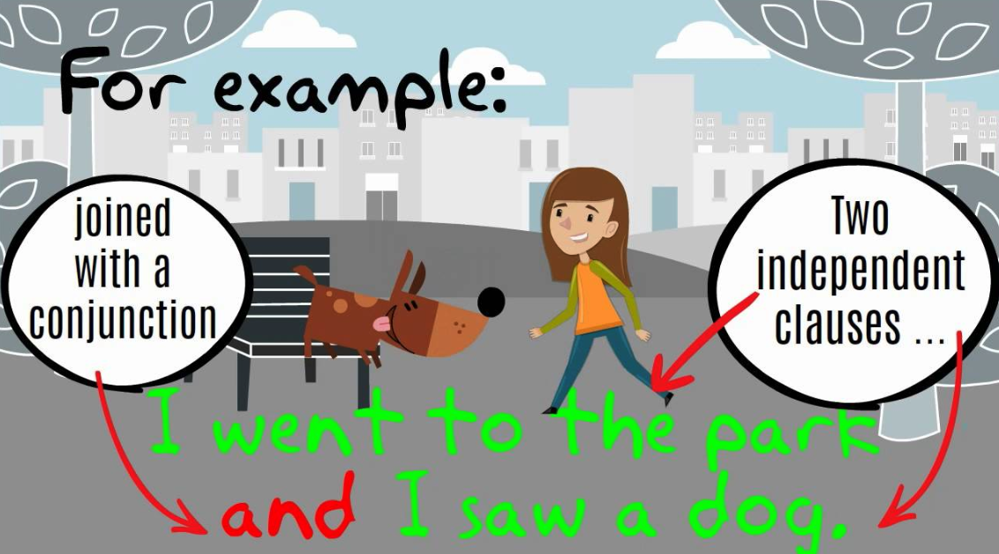 For example:
joined
with a
conjunction
Two
independent
clauses ...
I went to the park
and I saw a dog.